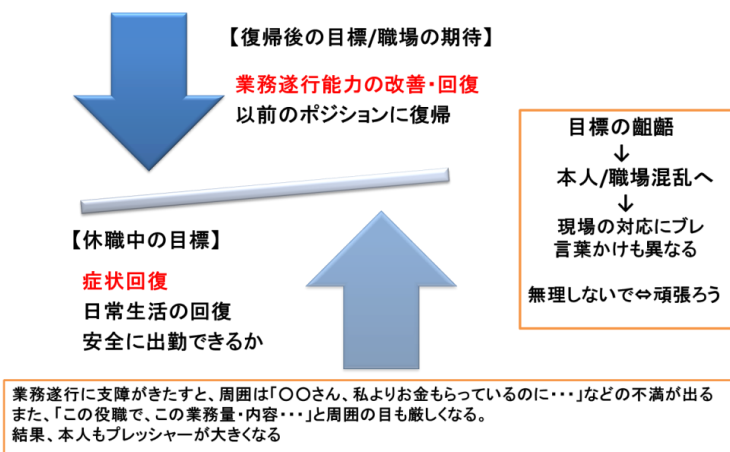 【復帰後の目標/職場の期待】
業務遂行能力の改善・回復
以前のポジションに復帰
【休職中の目標】
症状回復
日常生活の回復
安全に出勤できるか
目標の齟齬
↓
本人/職場混乱へ
↓
現場の対応にブレ
言葉かけも異なる
無理しないで⇔頑張ろう
業務遂行に支障がきたすと、周囲は「〇〇さん、私よりお金もらっているのに・・・」などの不満が出る
また、「この役職で、この業務量・内容・・・」と周囲の目も厳しくなる。
結果、本人もプレッシャーが大きくなる